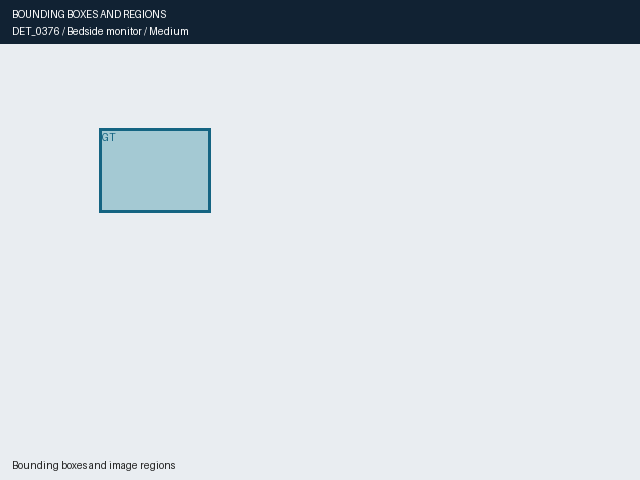 BOUNDING BOXES AND REGIONS
DET_0376 / Bedside monitor / Medium
GT
Bounding boxes and image regions